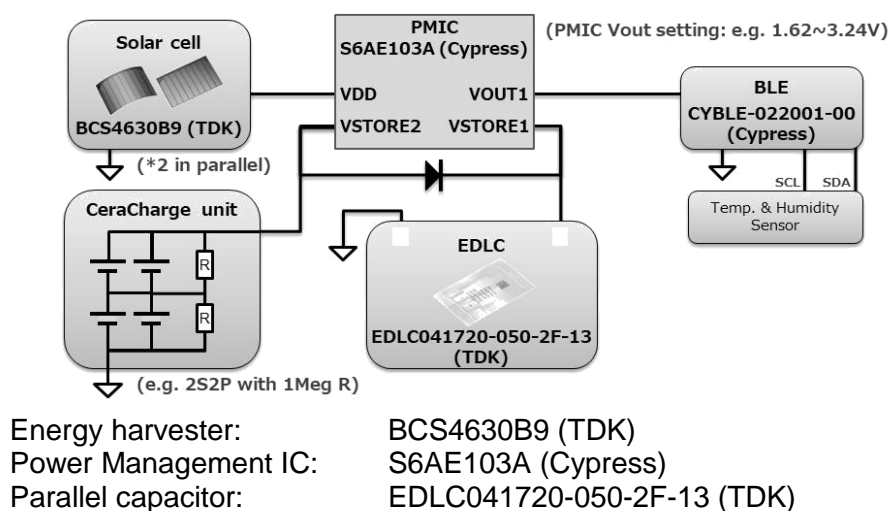 PMIC
S6AE103A (Cypress)
(PMIC Vout setting: e.g. 1.62~3.24V)
Solar cell
BCS4630B9 (TDK)
(*2 in parallel)
VDD
VOUT1
VSTORE2
VSTORE1
BLE
CYBLE-022001-00
(Cypress)
SCL
SDA
Temp. & Humidity
Sensor
CeraCharge unit
R
R
(e.g. 2S2P with 1Meg R)
EDLC
EDLC041720-050-2F-13
(TDK)
Energy harvester: BCS4630B9 (TDK)
Power Management IC: S6AE103A (Cypress)
Parallel capacitor: EDLC041720-050-2F-13 (TDK)